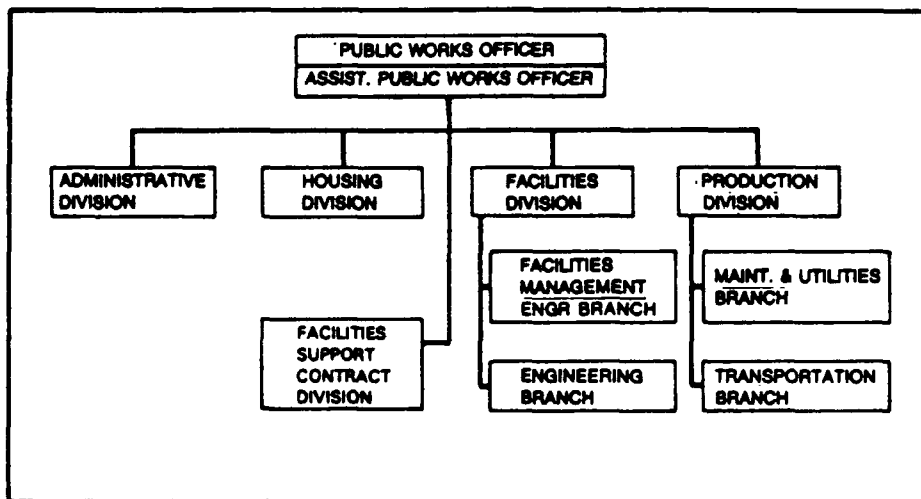 PUBLIC WORKS OFFICER
ASSIST. PUBLIC WORKS OFFICER
ADMINISTRATIVE
DIVISION
HOUSING
DIVISION
FACILITIES
DIVISION
PRODUCTION
DIVISION
FACILITIES
MANAGEMENT
ENGR BRANCH
MAINT. & UTILITIES
BRANCH
FACILITIES
SUPPORT
CONTRACT
DIVISION
ENGINEERING
BRANCH
TRANSPORTATION
BRANCH